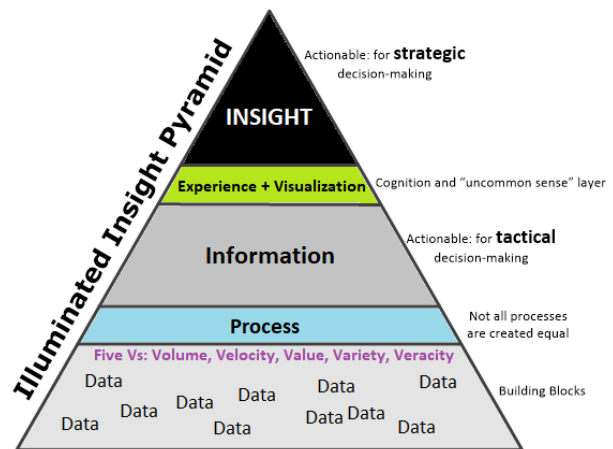 Illuminated Insight Pyramid
Actionable: for strategic
decision-making
INSIGHT
Experience + Visualization
Cognition and "uncommon sense" layer
Information
Actionable: for tactical
decision-making
Process
Not all processes
are created equal
Five Vs: Volume, Velocity, Value, Variety, Veracity
Data Data Data Data Data
Building Blocks
Data Data Data Data Data Data